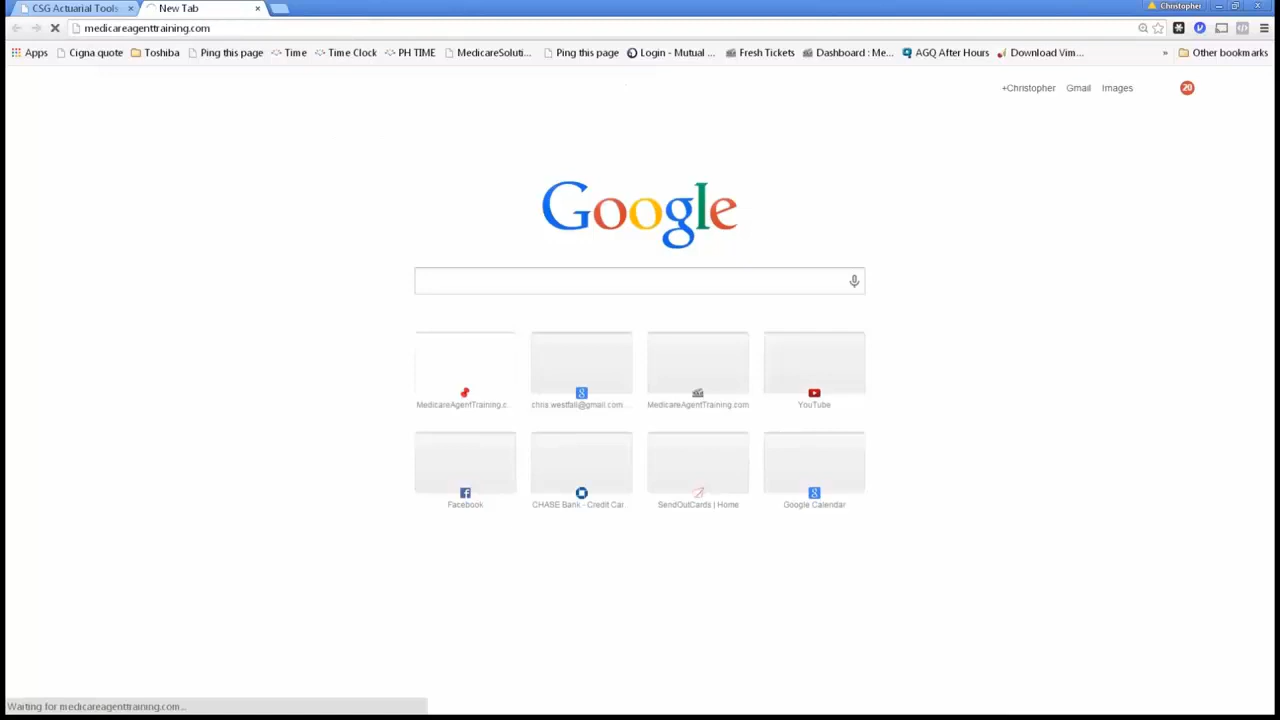 CSG Actuarial Tools
New Tab
Christopher
medicareagenttraining.com
Apps
Cigna quote
Toshiba
Ping this page
Time
Time Clock
PH TIME
MedicareSoluti...
Ping this page
Login - Mutual ...
Fresh Tickets
Dashboard : Me...
AGQ After Hours
Download Vim...
»
Other bookmarks
+Christopher Gmail Images 20
Google
MedicareAgentTraining.c..
chris.westfall@gmail.com ..
MedicareAgentTraining.com
YouTube
Facebook
CHASE Bank - Credit Car..
SendOutCards | Home
Google Calendar
Waiting for medicareagenttraining.com...